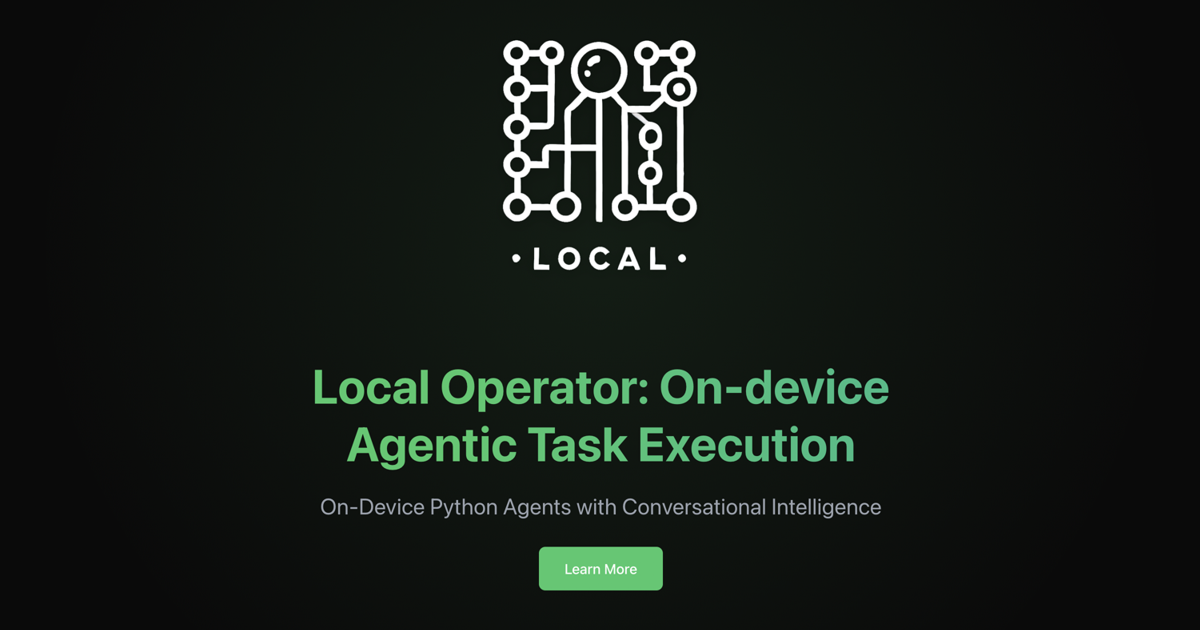 • LOCAL •
Local Operator: On-device
Agentic Task Execution
On-Device Python Agents with Conversational Intelligence
Learn More